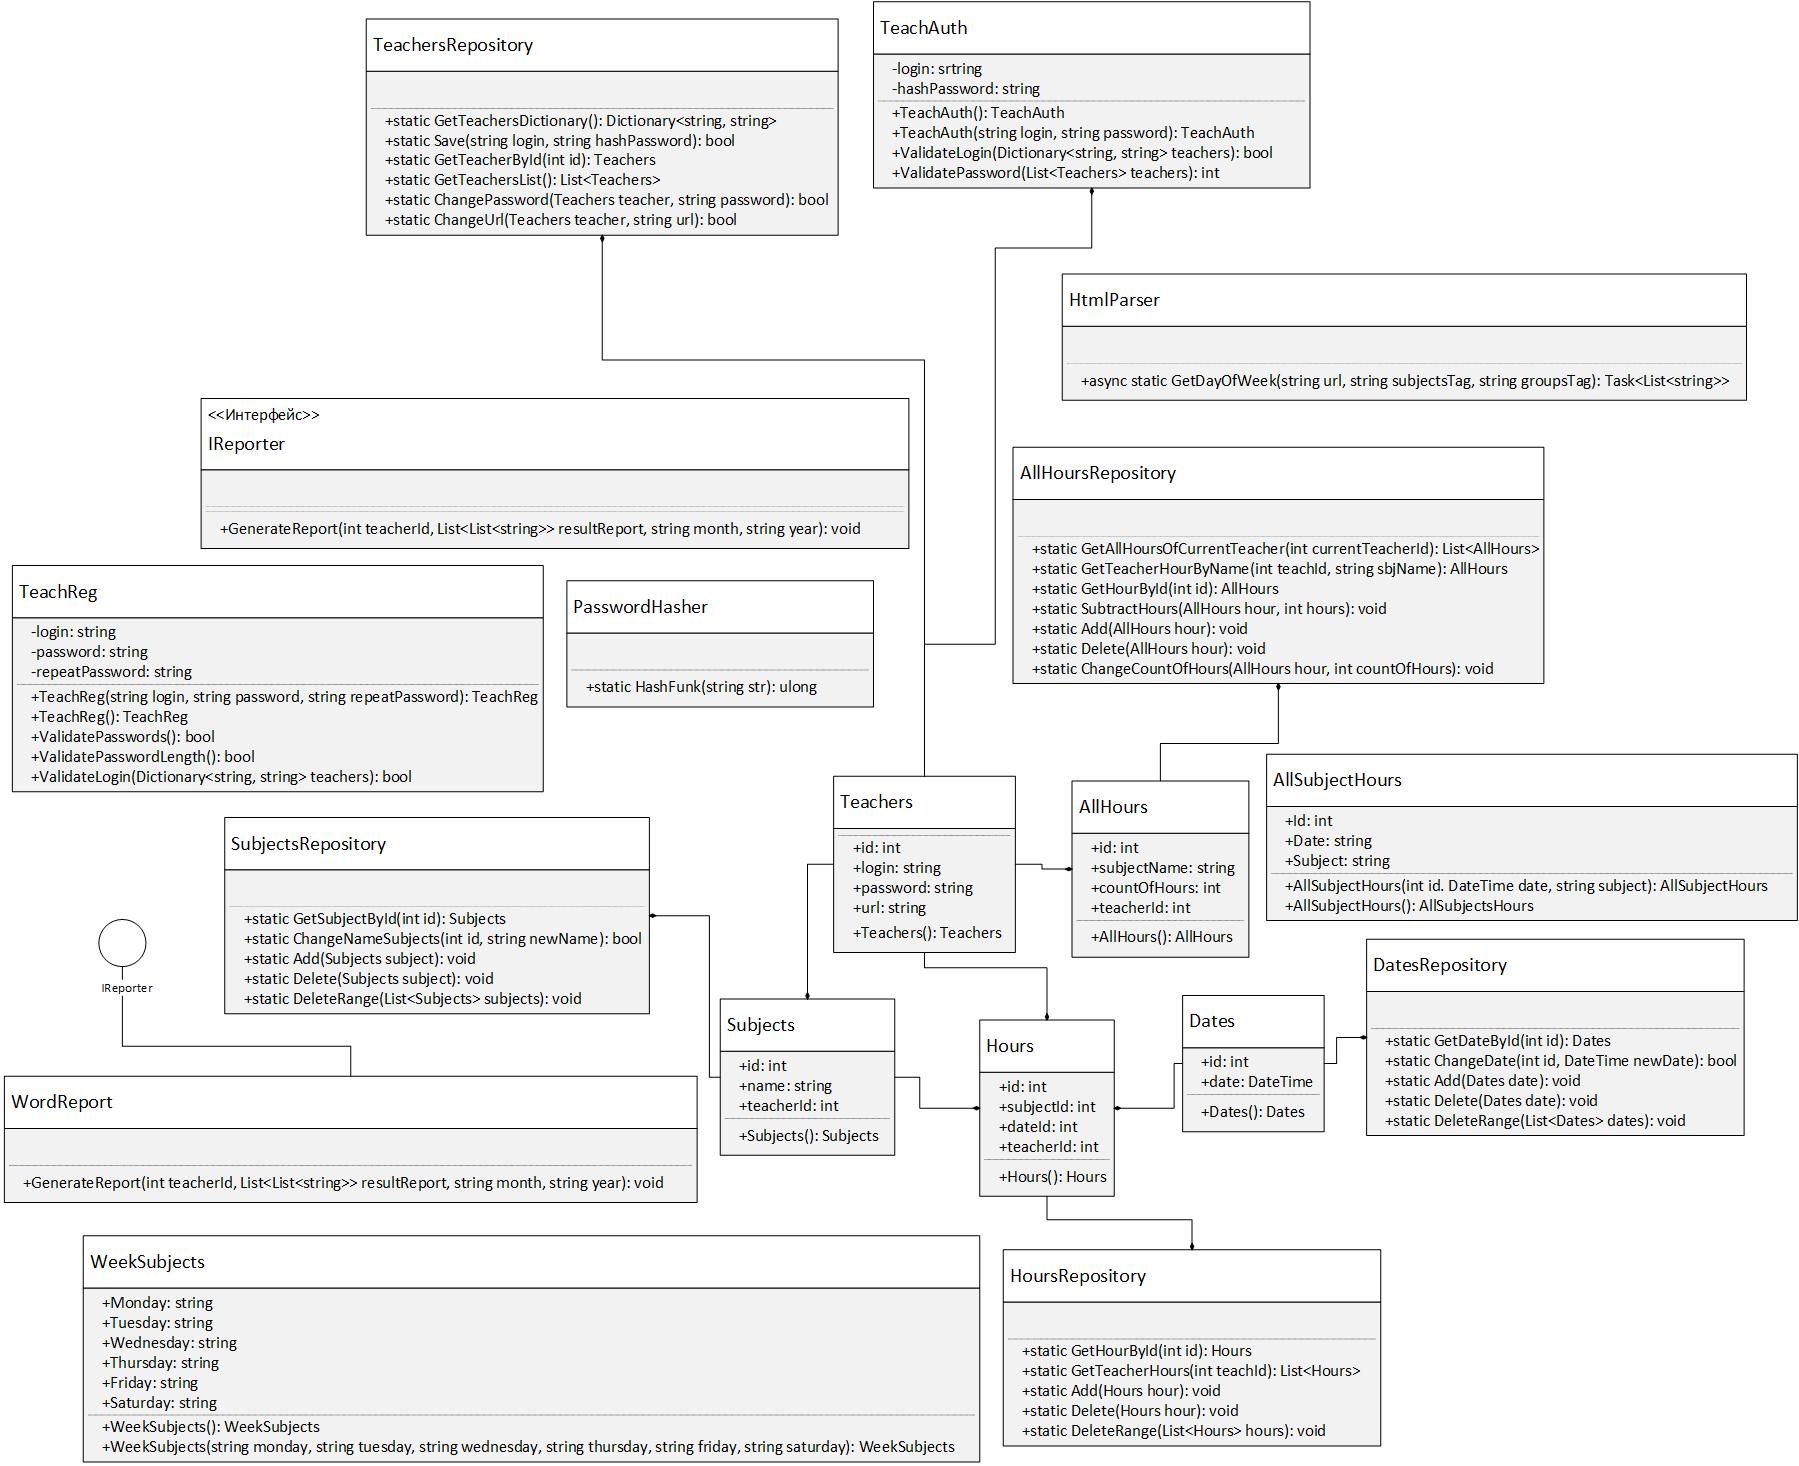 TeachersRepository
+static GetTeachersDictionary(): Dictionary<string, string>
+static Save(string login, string hashPassword): bool
+static GetTeacherById(int id): Teachers
+static GetTeachersList(): List<Teachers>
+static ChangePassword(Teachers teacher, string password): bool
+static ChangeUrl(Teachers teacher, string url): bool
TeachAuth
-login: srtring
-hashPassword: string
+TeachAuth(): TeachAuth
+TeachAuth(string login, string password): TeachAuth
+ValidateLogin(Dictionary<string, string> teachers): bool
+ValidatePassword(List<Teachers> teachers): int
HtmlParser
+async static GetDayOfWeek(string url, string subjectsTag, string groupsTag): Task<List<string>>
<<Интерфейс>>
IReporter
+GenerateReport(int teacherId, List<List<string>> resultReport, string month, string year): void
AllHoursRepository
+static GetAllHoursOfCurrentTeacher(int currentTeacherId): List<AllHours>
+static GetTeacherHourByName(int teachId, string sbjName): AllHours
+static GetHourById(int id): AllHours
+static SubtractHours(AllHours hour, int hours): void
+static Add(AllHours hour): void
+static Delete(AllHours hour): void
+static ChangeCountOfHours(AllHours hour, int countOfHours): void
TeachReg
-login: string
-password: string
-repeatPassword: string
+TeachReg(string login, string password, string repeatPassword): TeachReg
+TeachReg(): TeachReg
+ValidatePasswords(): bool
+ValidatePasswordLength(): bool
+ValidateLogin(Dictionary<string, string> teachers): bool
PasswordHasher
+static HashFunk(string str): ulong
Teachers
+id: int
+login: string
+password: string
+url: string
+Teachers(): Teachers
AllHours
+id: int
+subjectName: string
+countOfHours: int
+teacherId: int
+AllHours(): AllHours
AllSubjectHours
+Id: int
+Date: string
+Subject: string
+AllSubjectHours(int id. DateTime date, string subject): AllSubjectHours
+AllSubjectHours(): AllSubjectsHours
SubjectsRepository
+static GetSubjectById(int id): Subjects
+static ChangeNameSubjects(int id, string newName): bool
+static Add(Subjects subject): void
+static Delete(Subjects subject): void
+static DeleteRange(List<Subjects> subjects): void
IReporter
Subjects
+id: int
+name: string
+teacherId: int
+Subjects(): Subjects
Hours
+id: int
+subjectId: int
+dateId: int
+teacherId: int
+Hours(): Hours
Dates
+id: int
+date: DateTime
+Dates(): Dates
DatesRepository
+static GetDateById(int id): Dates
+static ChangeDate(int id, DateTime newDate): bool
+static Add(Dates date): void
+static Delete(Dates date): void
+static DeleteRange(List<Dates> dates): void
WordReport
+GenerateReport(int teacherId, List<List<string>> resultReport, string month, string year): void
WeekSubjects
+Monday: string
+Tuesday: string
+Wednesday: string
+Thursday: string
+Friday: string
+Saturday: string
+WeekSubjects(): WeekSubjects
+WeekSubjects(string monday, string tuesday, string wednesday, string thursday, string friday, string saturday): WeekSubjects
HoursRepository
+static GetHourById(int id): Hours
+static GetTeacherHours(int teachId): List<Hours>
+static Add(Hours hour): void
+static Delete(Hours hour): void
+static DeleteRange(List<Hours> hours): void